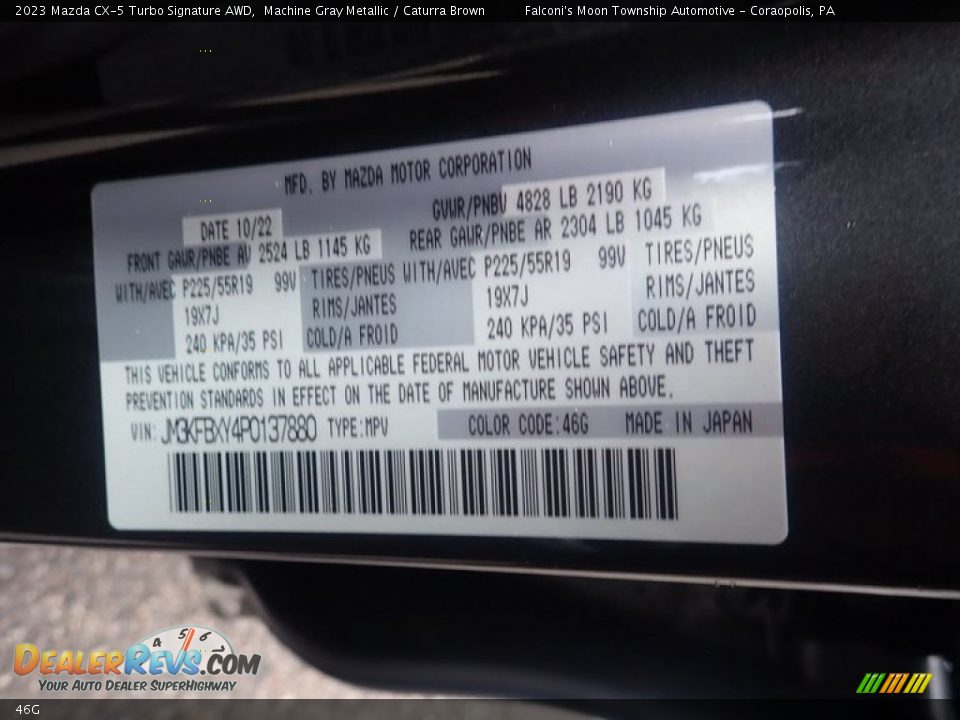 2023 Mazda CX-5 Turbo Signature AWD, Machine Gray Metallic / Caturra Brown Falconi's Moon Township Automotive - Coraopolis, PA
MFD. BY MAZDA MOTOR CORPORATION
DATE 10/22 GVWR/PNBV 4828 LB 2190 KG
FRONT GAWR/PNBE AV 2524 LB 1145 KG REAR GAWR/PNBE AR 2304 LB 1045 KG
WITH/AVEC P225/55R19 99V TIRES/PNEUS WITH/AVEC P225/55R19 99V TIRES/PNEUS
19X7J RIMS/JANTES 19X7J RIMS/JANTES
240 KPA/35 PSI COLD/A FROID 240 KPA/35 PSI COLD/A FROID
THIS VEHICLE CONFORMS TO ALL APPLICABLE FEDERAL MOTOR VEHICLE SAFETY AND THEFT
PREVENTION STANDARDS IN EFFECT ON THE DATE OF MANUFACTURE SHOWN ABOVE.
VIN: JM3KFBXY4P0137880 TYPE:MPV COLOR CODE:46G MADE IN JAPAN
4 5 6
DEALERREVS.COM
YOUR AUTO DEALER SUPERHIGHWAY
46G